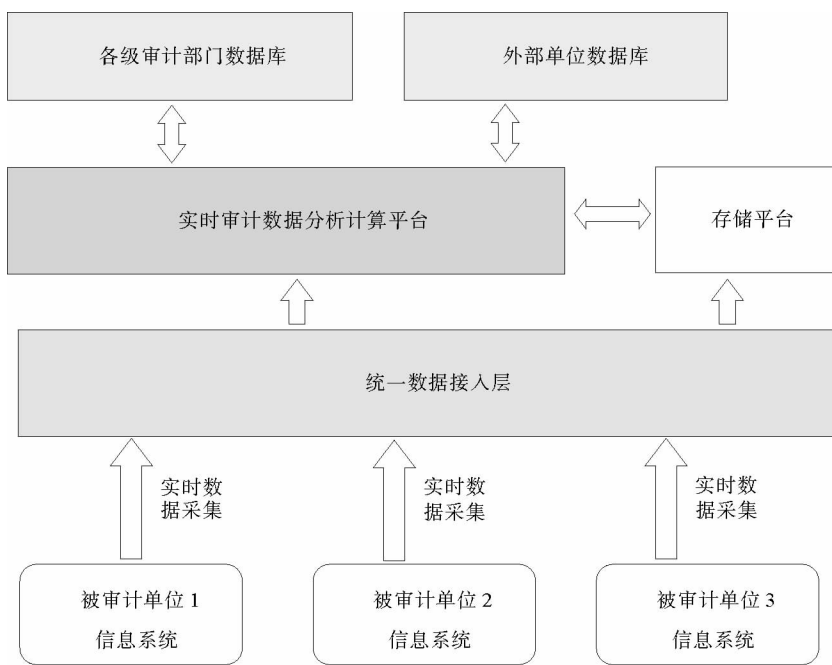 各级审计部门数据库
外部单位数据库
实时审计数据分析计算平台
存储平台
统一数据接入层
实时数
据采集
实时数
据采集
实时数
据采集
被审计单位 1
信息系统
被审计单位 2
信息系统
被审计单位 3
信息系统